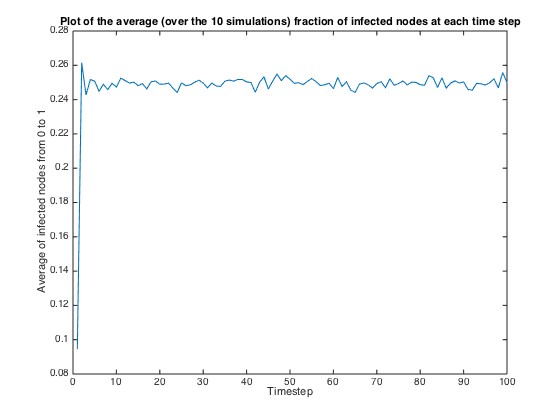 Plot of the average (over the 10 simulations) fraction of infected nodes at each time step
0.28
0.26
0.24
0.22
0.2
0.18
0.16
0.14
0.12
0.1
0.08
Average of infected nodes from 0 to 1
0 10 20 30 40 50 60 70 80 90 100
Timestep